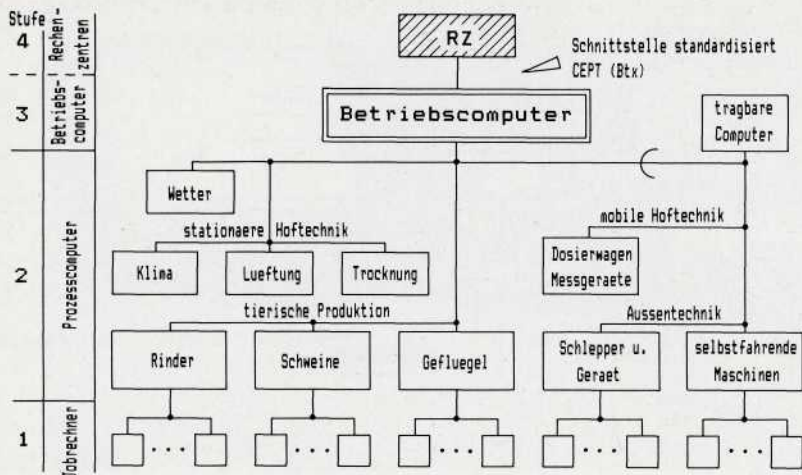 Stufe
4
Rechen-
zentren
RZ
Schnittstelle standardisiert
CEPT (Btx)
3
Betriebs-
computer
Betriebscomputer
tragbare
Computer
2
Prozesscomputer
Wetter
stationaere Hoftechnik
mobile Hoftechnik
Klima
Lueftung
Trocknung
Dosierwagen
Messgeraete
tierische Produktion
Aussentechnik
Rinder
Schweine
Gefluegel
Schlepper u.
Geraet
selbstfahrende
Maschinen
1
Jobrechner
...
...
...
...
...